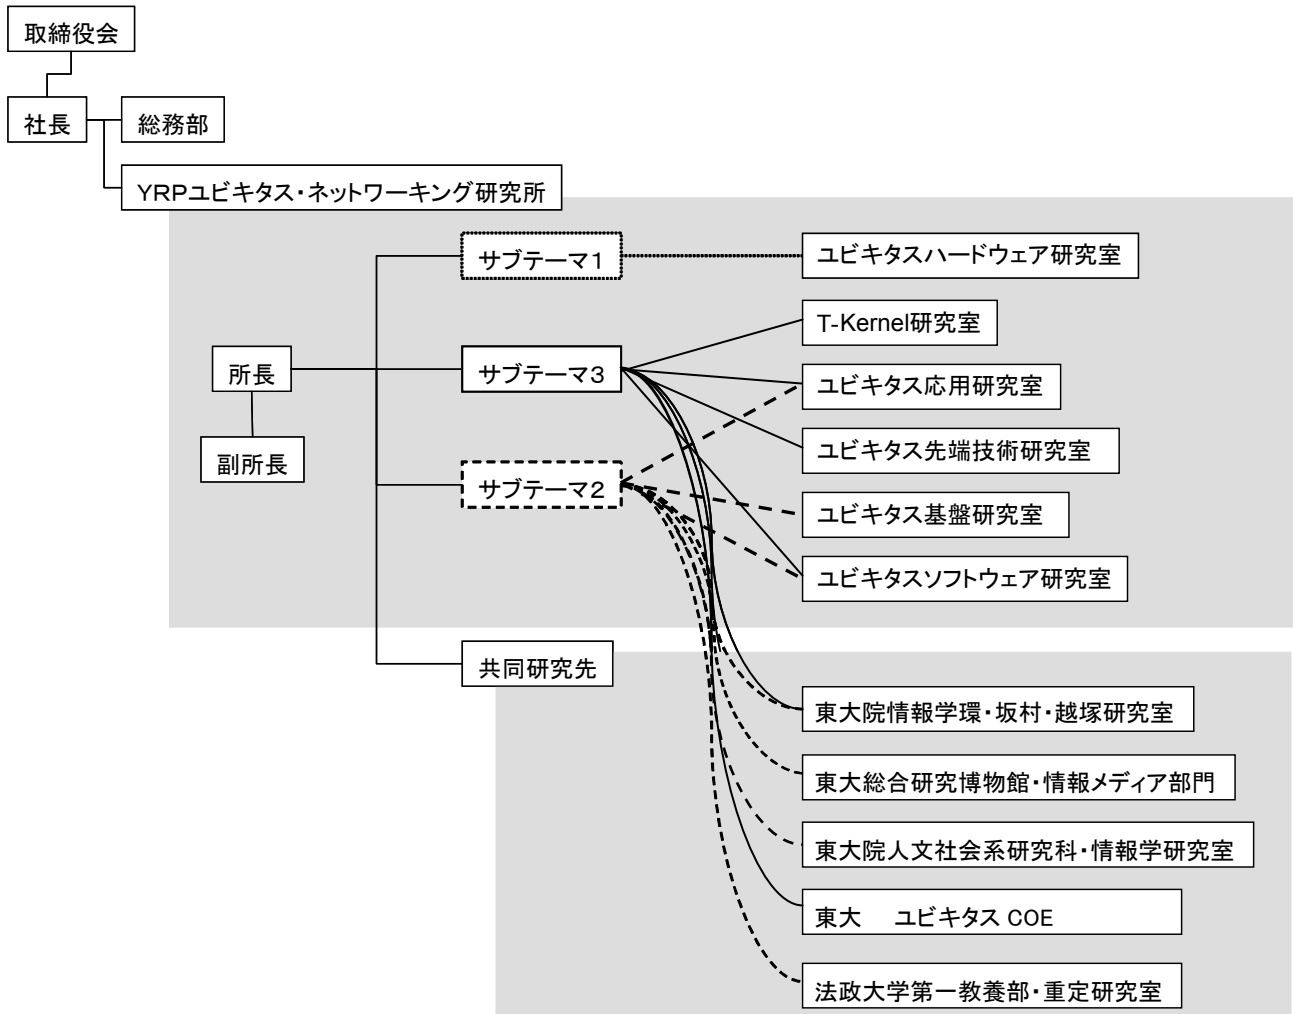 取締役会
社長
総務部
YRPユビキタス・ネットワーキング研究所
サブテーマ1
ユビキタスハードウェア研究室
T-Kernel研究室
所長
サブテーマ3
ユビキタス応用研究室
副所長
ユビキタス先端技術研究室
サブテーマ2
ユビキタス基盤研究室
ユビキタスソフトウェア研究室
共同研究先
東大院情報学環・坂村・越塚研究室
東大総合研究博物館・情報メディア部門
東大院人文社会系研究科・情報学研究室
東大　ユビキタス COE
法政大学第一教養部・重定研究室